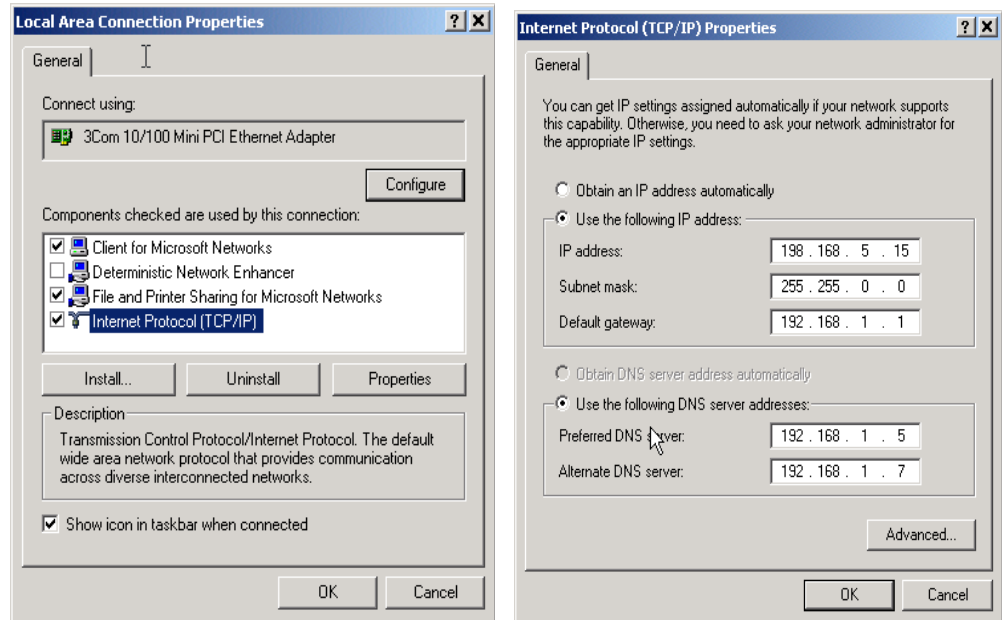 Local Area Connection Properties
General
Connect using:
3Com 10/100 Mini PCI Ethernet Adapter
Configure
Components checked are used by this connection:
Client for Microsoft Networks
Deterministic Network Enhancer
File and Printer Sharing for Microsoft Networks
Internet Protocol (TCP/IP)
Install...
Uninstall
Properties
Description
Transmission Control Protocol/Internet Protocol. The default
wide area network protocol that provides communication
across diverse interconnected networks.
Show icon in taskbar when connected
OK
Cancel
Internet Protocol (TCP/IP) Properties
General
You can get IP settings assigned automatically if your network supports
this capability. Otherwise, you need to ask your network administrator for
the appropriate IP settings.
Obtain an IP address automatically
Use the following IP address:
IP address: 198 . 168 . 5 . 15
Subnet mask: 255 . 255 . 0 . 0
Default gateway: 192 . 168 . 1 . 1
Obtain DNS server address automatically
Use the following DNS server addresses:
Preferred DNS server: 192 . 168 . 1 . 5
Alternate DNS server: 192 . 168 . 1 . 7
Advanced...
OK
Cancel